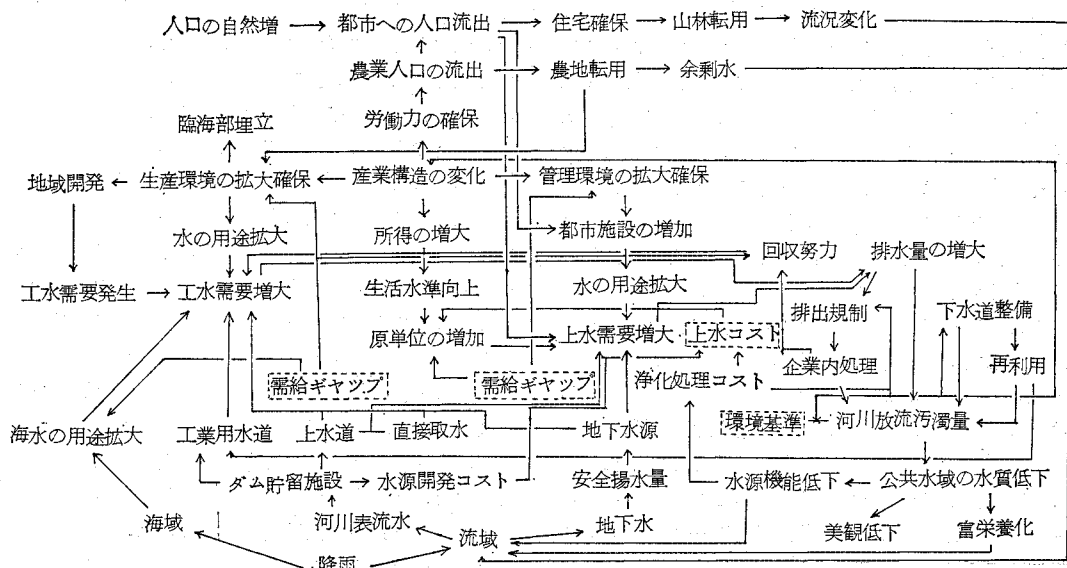 人口の自然増 → 都市への人口流出 → 住宅確保 → 山林転用 → 流況変化
農業人口の流出 → 農地転用 → 余剰水
臨海部埋立 労働力の確保
地域開発 ← 生産環境の拡大確保 ← 産業構造の変化 → 管理環境の拡大確保
水の用途拡大 所得の増大 都市施設の増加
回収努力 排水量の増大
工水需要発生 → 工水需要増大 生活水準向上 水の用途拡大
排出規制 下水道整備
原単位の増加 上水需要増大 上水コスト
企業内処理 再利用
需給ギャップ 需給ギャップ 浄化処理コスト
海水の用途拡大 工業用水道 上水道 直接取水 地下水源 環境基準 河川放流汚濁量
ダム貯留施設 → 水源開発コスト 安全揚水量 水源機能低下 ← 公共水域の水質低下
海域 河川表流水 流域 地下水 美観低下 富栄養化
降雨